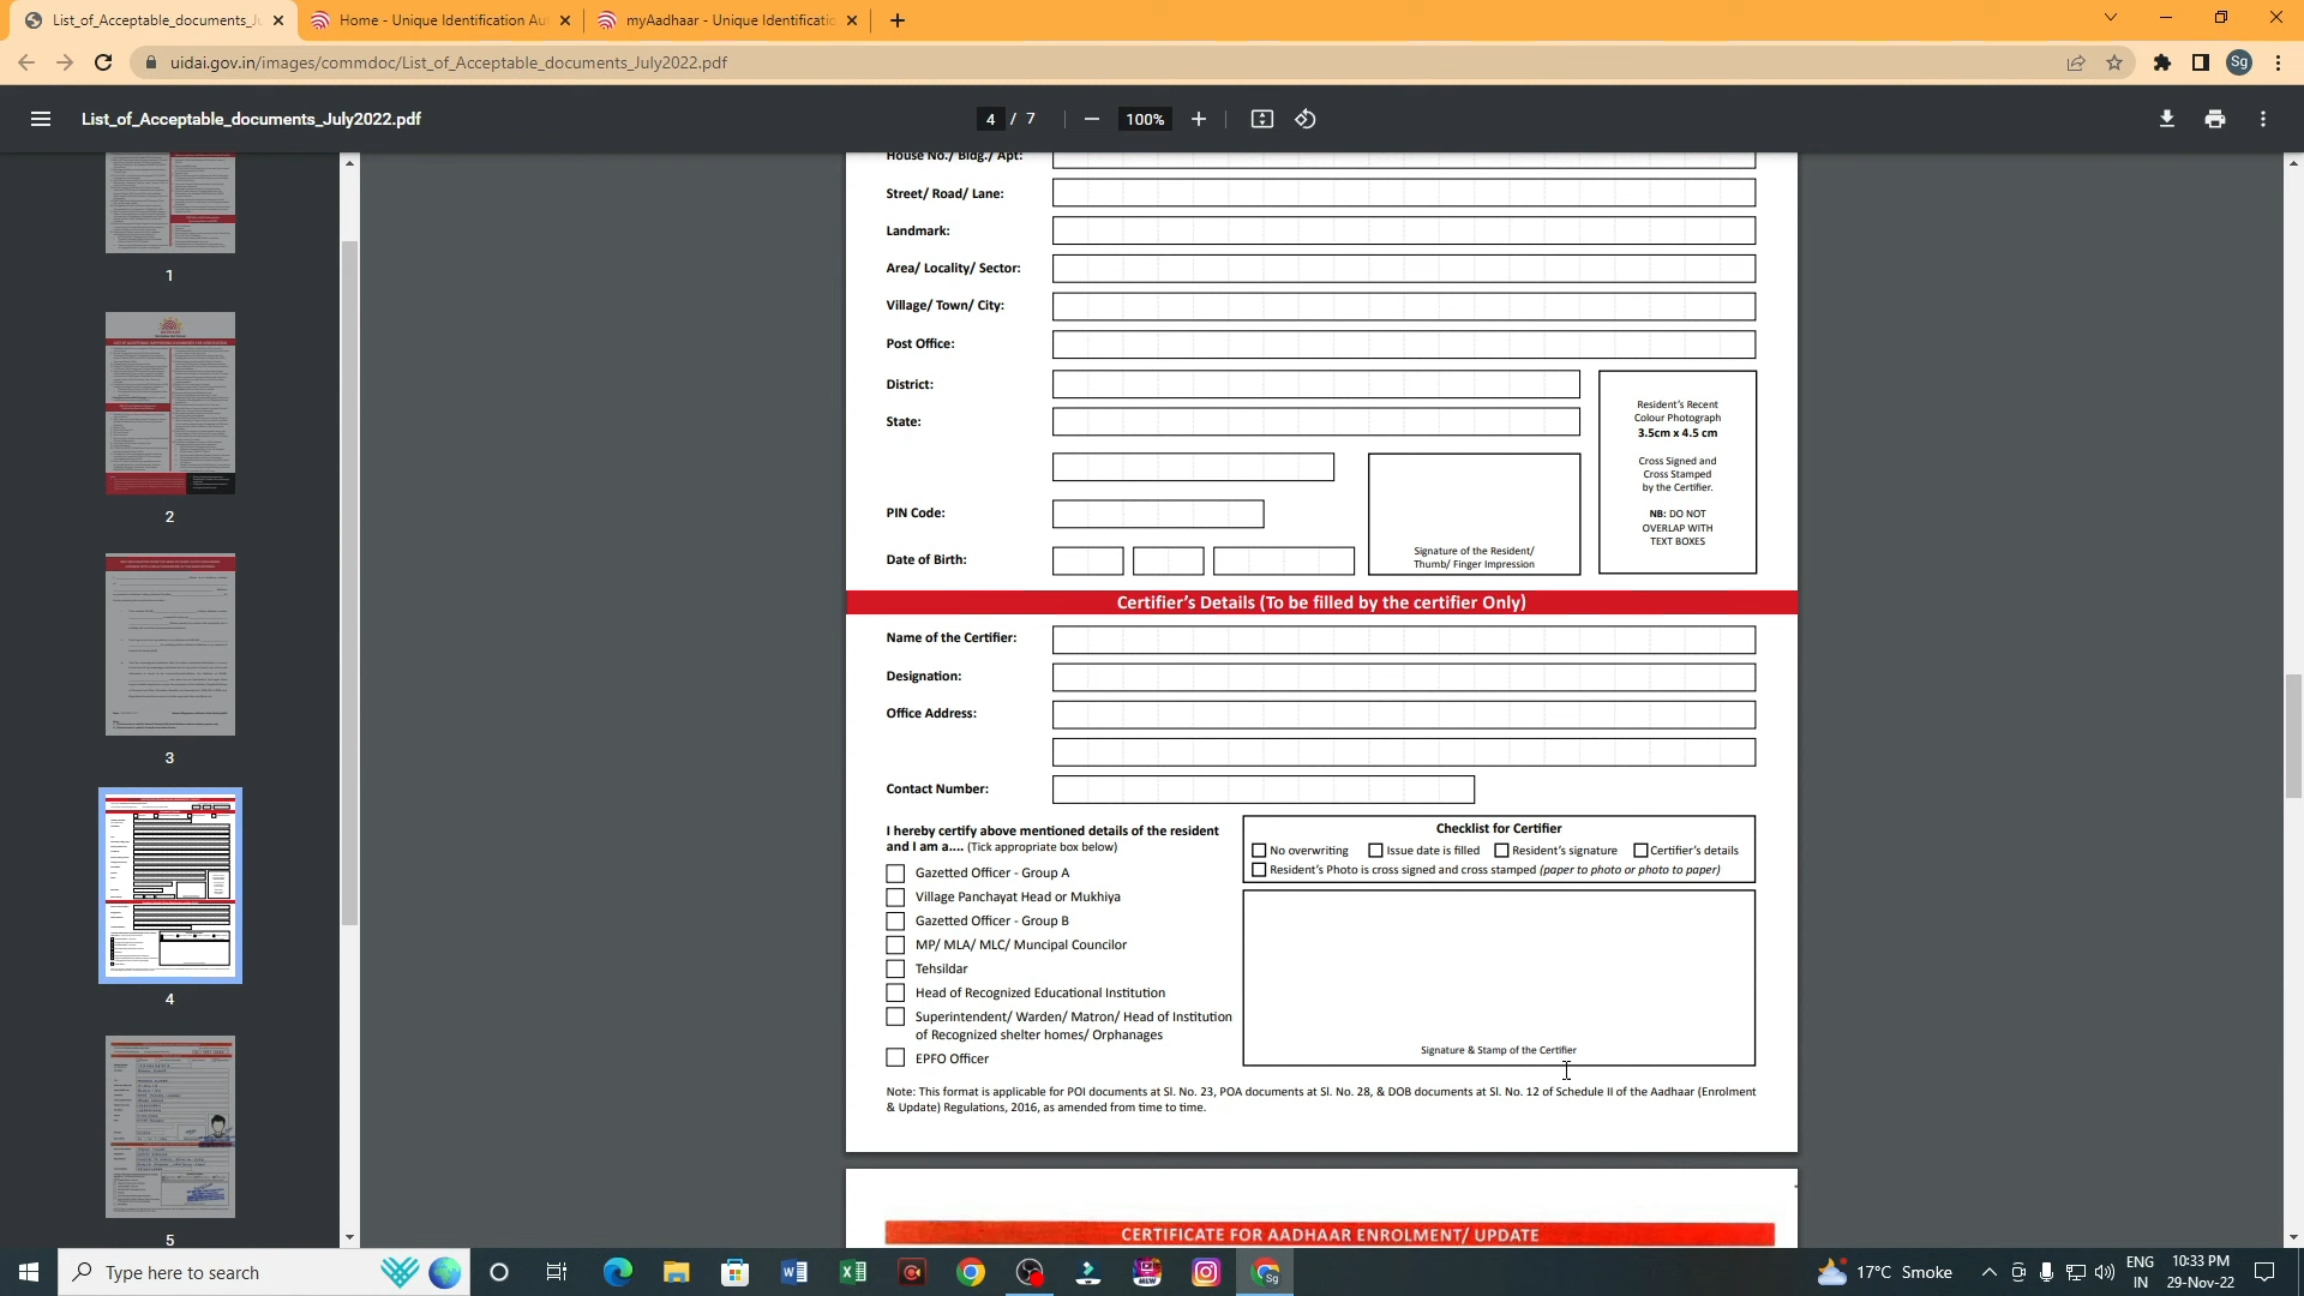 List_of_Acceptable_documents_Ju
Home - Unique Identification Aut
myAadhaar - Unique Identificatio
uidai.gov.in/images/commdoc/List_of_Acceptable_documents_July2022.pdf
Sg
List_of_Acceptable_documents_July2022.pdf
4 / 7
100%
1
2
3
4
5
House No./ Bldg./ Apt:
Street/ Road/ Lane:
Landmark:
Area/ Locality/ Sector:
Village/ Town/ City:
Post Office:
District:
State:
PIN Code:
Date of Birth:
Signature of the Resident/
Thumb/ Finger Impression
Resident's Recent
Colour Photograph
3.5cm x 4.5 cm
Cross Signed and
Cross Stamped
by the Certifier.
NB: DO NOT
OVERLAP WITH
TEXT BOXES
Certifier's Details (To be filled by the certifier Only)
Name of the Certifier:
Designation:
Office Address:
Contact Number:
I hereby certify above mentioned details of the resident
and I am a.... (Tick appropriate box below)
Gazetted Officer - Group A
Village Panchayat Head or Mukhiya
Gazetted Officer - Group B
MP/ MLA/ MLC/ Muncipal Councilor
Tehsildar
Head of Recognized Educational Institution
Superintendent/ Warden/ Matron/ Head of Institution
of Recognized shelter homes/ Orphanages
EPFO Officer
Checklist for Certifier
No overwriting Issue date is filled Resident's signature Certifier's details
Resident's Photo is cross signed and cross stamped (paper to photo or photo to paper)
Signature & Stamp of the Certifier
Note: This format is applicable for POI documents at Sl. No. 23, POA documents at Sl. No. 28, & DOB documents at Sl. No. 12 of Schedule II of the Aadhaar (Enrolment
& Update) Regulations, 2016, as amended from time to time.
CERTIFICATE FOR AADHAAR ENROLMENT/ UPDATE
Type here to search
17°C Smoke
ENG
IN
10:33 PM
29-Nov-22